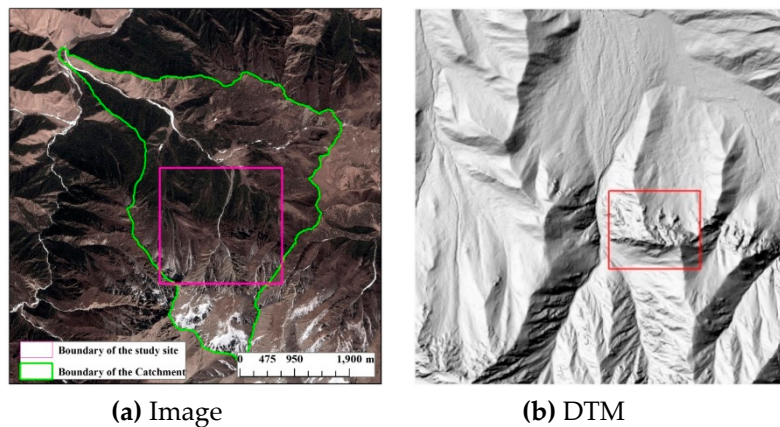 Boundary of the study site
Boundary of the Catchment
0 475 950 1,900 m
(a) Image
(b) DTM